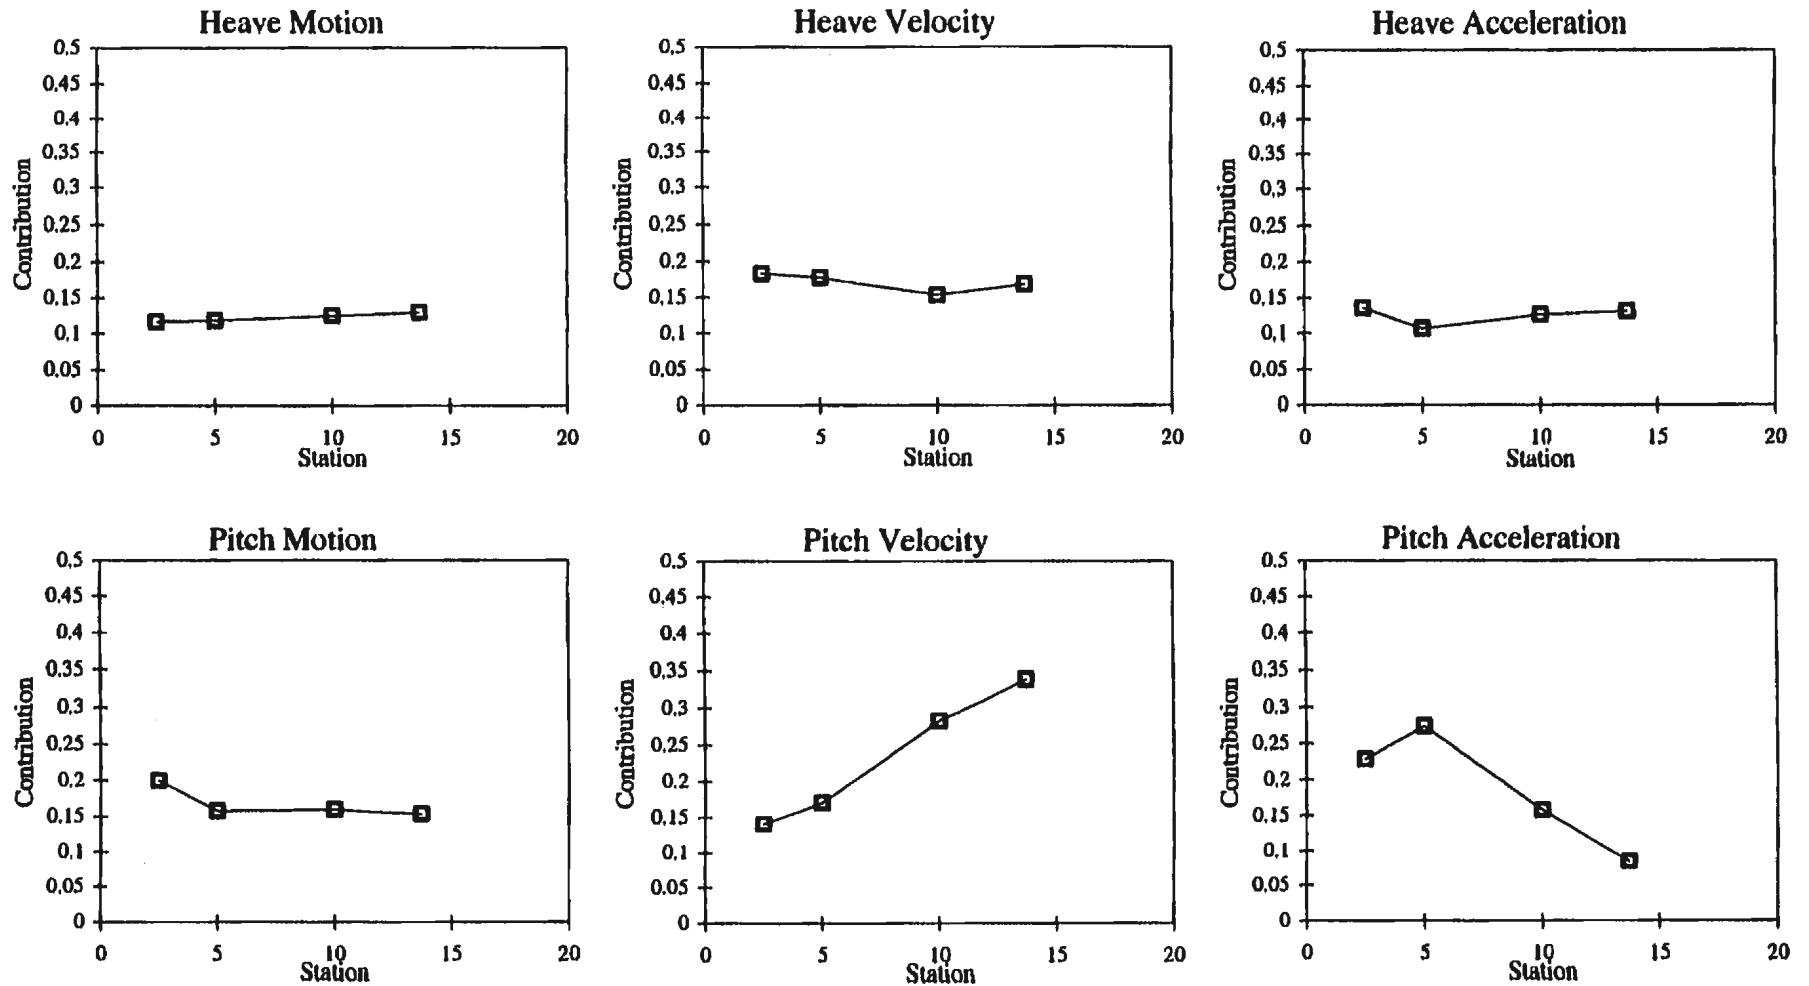 Heave Motion
0,5
0,45
0,4
0,35
0,3
0,25
0,2
0,15
0,1
0,05
0
Contribution
0 5 10 15 20
Station
Heave Velocity
0,5
0,45
0,4
0,35
0,3
0,25
0,2
0,15
0,1
0,05
0
Contribution
0 5 10 15 20
Station
Heave Acceleration
0,5
0,45
0,4
0,35
0,3
0,25
0,2
0,15
0,1
0,05
0
Contribution
0 5 10 15 20
Station
Pitch Motion
0,5
0,45
0,4
0,35
0,3
0,25
0,2
0,15
0,1
0,05
0
Contribution
0 5 10 15 20
Station
Pitch Velocity
0,5
0,45
0,4
0,35
0,3
0,25
0,2
0,15
0,1
0.05
0
Contribution
0 5 10 15 20
Station
Pitch Acceleration
0,5
0,45
0,4
0,35
0,3
0,25
0,2
0,15
0,1
0,05
0
Contribution
0 5 10 15 20
Station